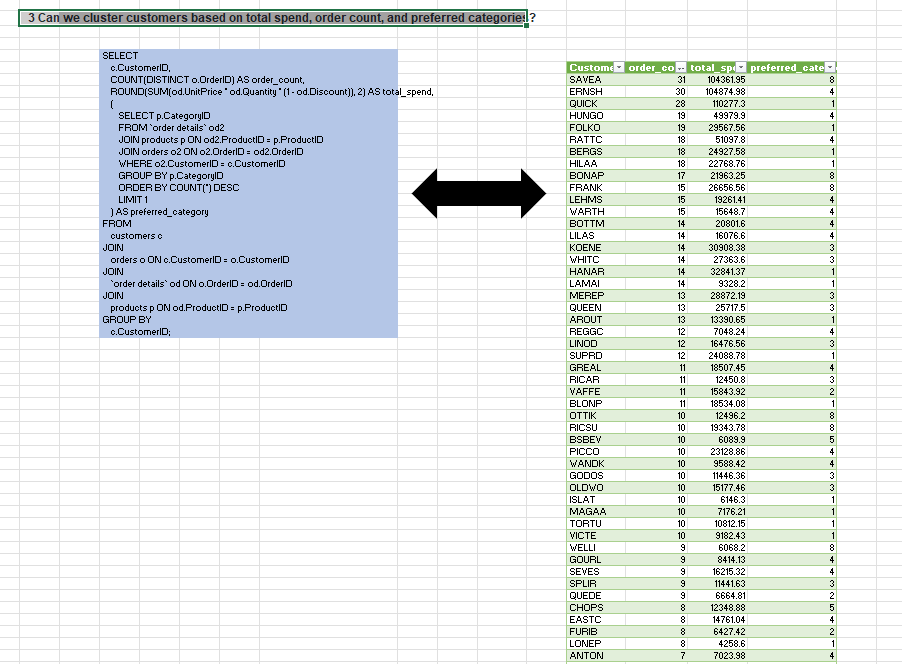 3 Can we cluster customers based on total spend, order count, and preferred categories?
SELECT
c.CustomerID,
COUNT(DISTINCT o.OrderID) AS order_count,
ROUND(SUM(od.UnitPrice * od.Quantity * (1 - od.Discount)), 2) AS total_spend,
(
SELECT p.CategoryID
FROM `order details` od2
JOIN products p ON od2.ProductID = p.ProductID
JOIN orders o2 ON o2.OrderID = od2.OrderID
WHERE o2.CustomerID = c.CustomerID
GROUP BY p.CategoryID
ORDER BY COUNT(*) DESC
LIMIT 1
) AS preferred_category
FROM
customers c
JOIN
orders o ON c.CustomerID = o.CustomerID
JOIN
`order details` od ON o.OrderID = od.OrderID
JOIN
products p ON od.ProductID = p.ProductID
GROUP BY
c.CustomerID;
Custome order_co total_spe preferred_cate
SAVEA 31 104361.95 8
ERNSH 30 104874.98 4
QUICK 28 110277.3 1
HUNGO 19 49979.9 4
FOLKO 19 29567.56 1
RATTC 18 51097.8 4
BERGS 18 24927.58 1
HILAA 18 22768.76 1
BONAP 17 21963.25 8
FRANK 15 26656.56 8
LEHMS 15 19261.41 4
WARTH 15 15648.7 4
BOTTM 14 20801.6 4
LILAS 14 16076.6 4
KOENE 14 30908.38 3
WHITC 14 27363.6 3
HANAR 14 32841.37 1
LAMAI 14 9328.2 1
MEREP 13 28872.19 3
QUEEN 13 25717.5 3
AROUT 13 13390.65 1
REGGC 12 7048.24 4
LINOD 12 16476.56 3
SUPRD 12 24088.78 1
GREAL 11 18507.45 4
RICAR 11 12450.8 3
VAFFE 11 15843.92 2
BLONP 11 18534.08 1
OTTIK 10 12496.2 8
RICSU 10 19343.78 8
BSBEV 10 6089.9 5
PICCO 10 23128.86 4
WANDK 10 9588.42 4
GODOS 10 11446.36 3
OLDWO 10 15177.46 3
ISLAT 10 6146.3 1
MAGAA 10 7176.21 1
TORTU 10 10812.15 1
VICTE 10 9182.43 1
WELLI 9 6068.2 8
GOURL 9 8414.13 4
SEVES 9 16215.32 4
SPLIR 9 11441.63 3
QUEDE 9 6664.81 2
CHOPS 8 12348.88 5
EASTC 8 14761.04 4
FURIB 8 6427.42 2
LONEP 8 4258.6 1
ANTON 7 7023.98 4